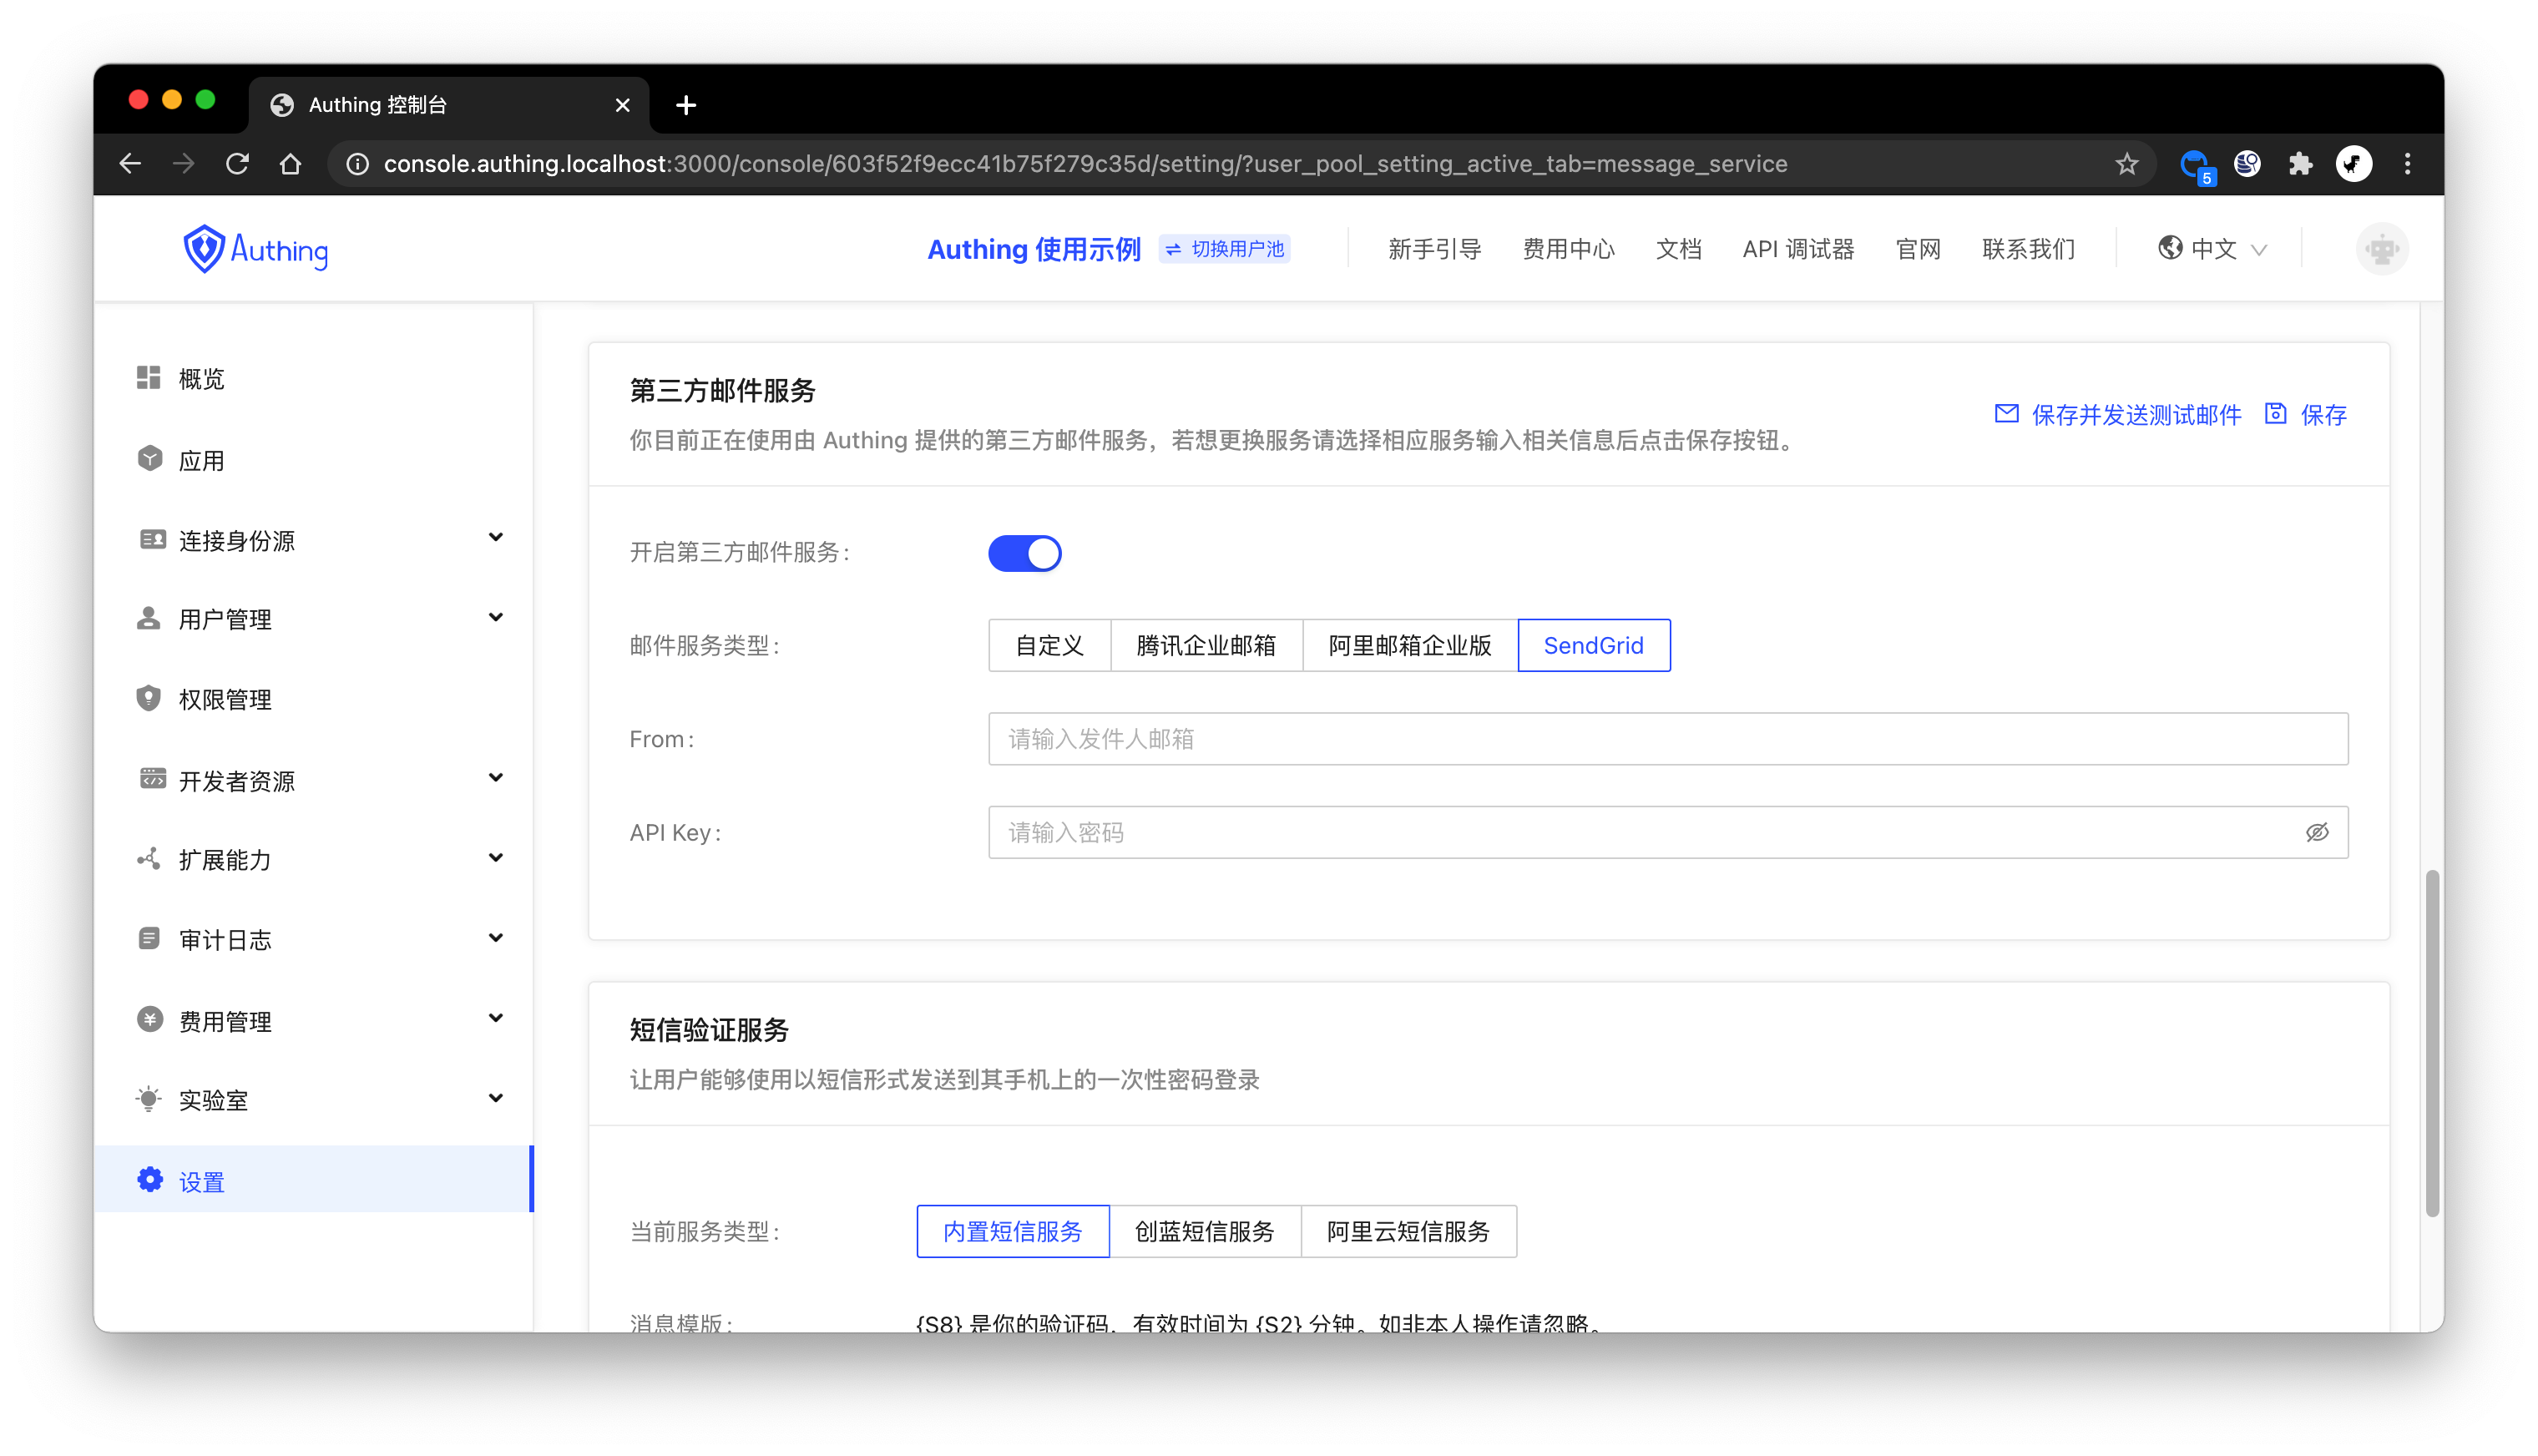 Authing 控制台
console.authing.localhost:3000/console/603f52f9ecc41b75f279c35d/setting/?user_pool_setting_active_tab=message_service
5
Authing
Authing 使用示例
切换用户池
新手引导
费用中心
文档
API 调试器
官网
联系我们
中文
概览
应用
连接身份源
用户管理
权限管理
开发者资源
扩展能力
审计日志
费用管理
实验室
设置
第三方邮件服务
你目前正在使用由 Authing 提供的第三方邮件服务，若想更换服务请选择相应服务输入相关信息后点击保存按钮。
保存并发送测试邮件
保存
开启第三方邮件服务：
邮件服务类型：
自定义
腾讯企业邮箱
阿里邮箱企业版
SendGrid
From：
请输入发件人邮箱
API Key：
请输入密码
短信验证服务
让用户能够使用以短信形式发送到其手机上的一次性密码登录
当前服务类型：
内置短信服务
创蓝短信服务
阿里云短信服务
消息模版：
{S8} 是你的验证码，有效时间为 {S2} 分钟。如非本人操作请忽略。